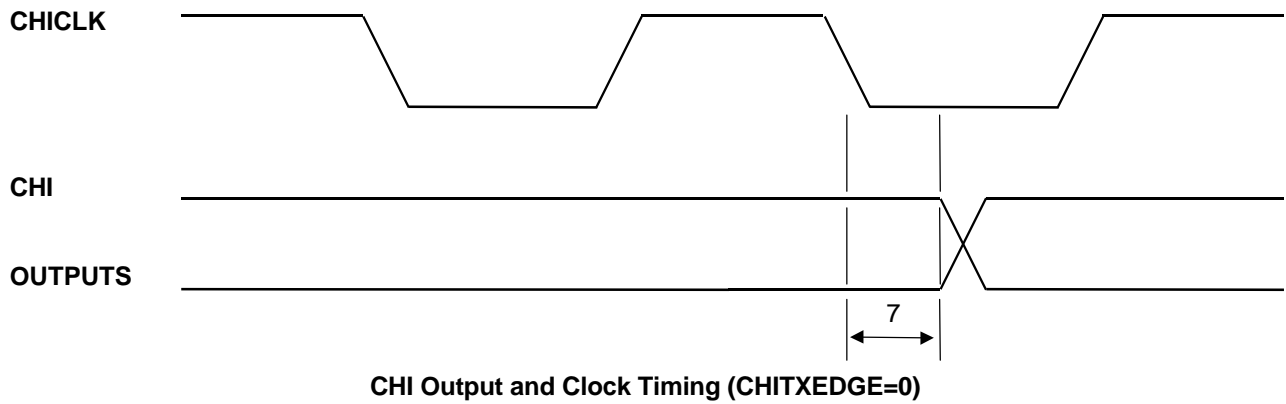 CHICLK
CHI
OUTPUTS
7
CHI Output and Clock Timing (CHITXEDGE=0)